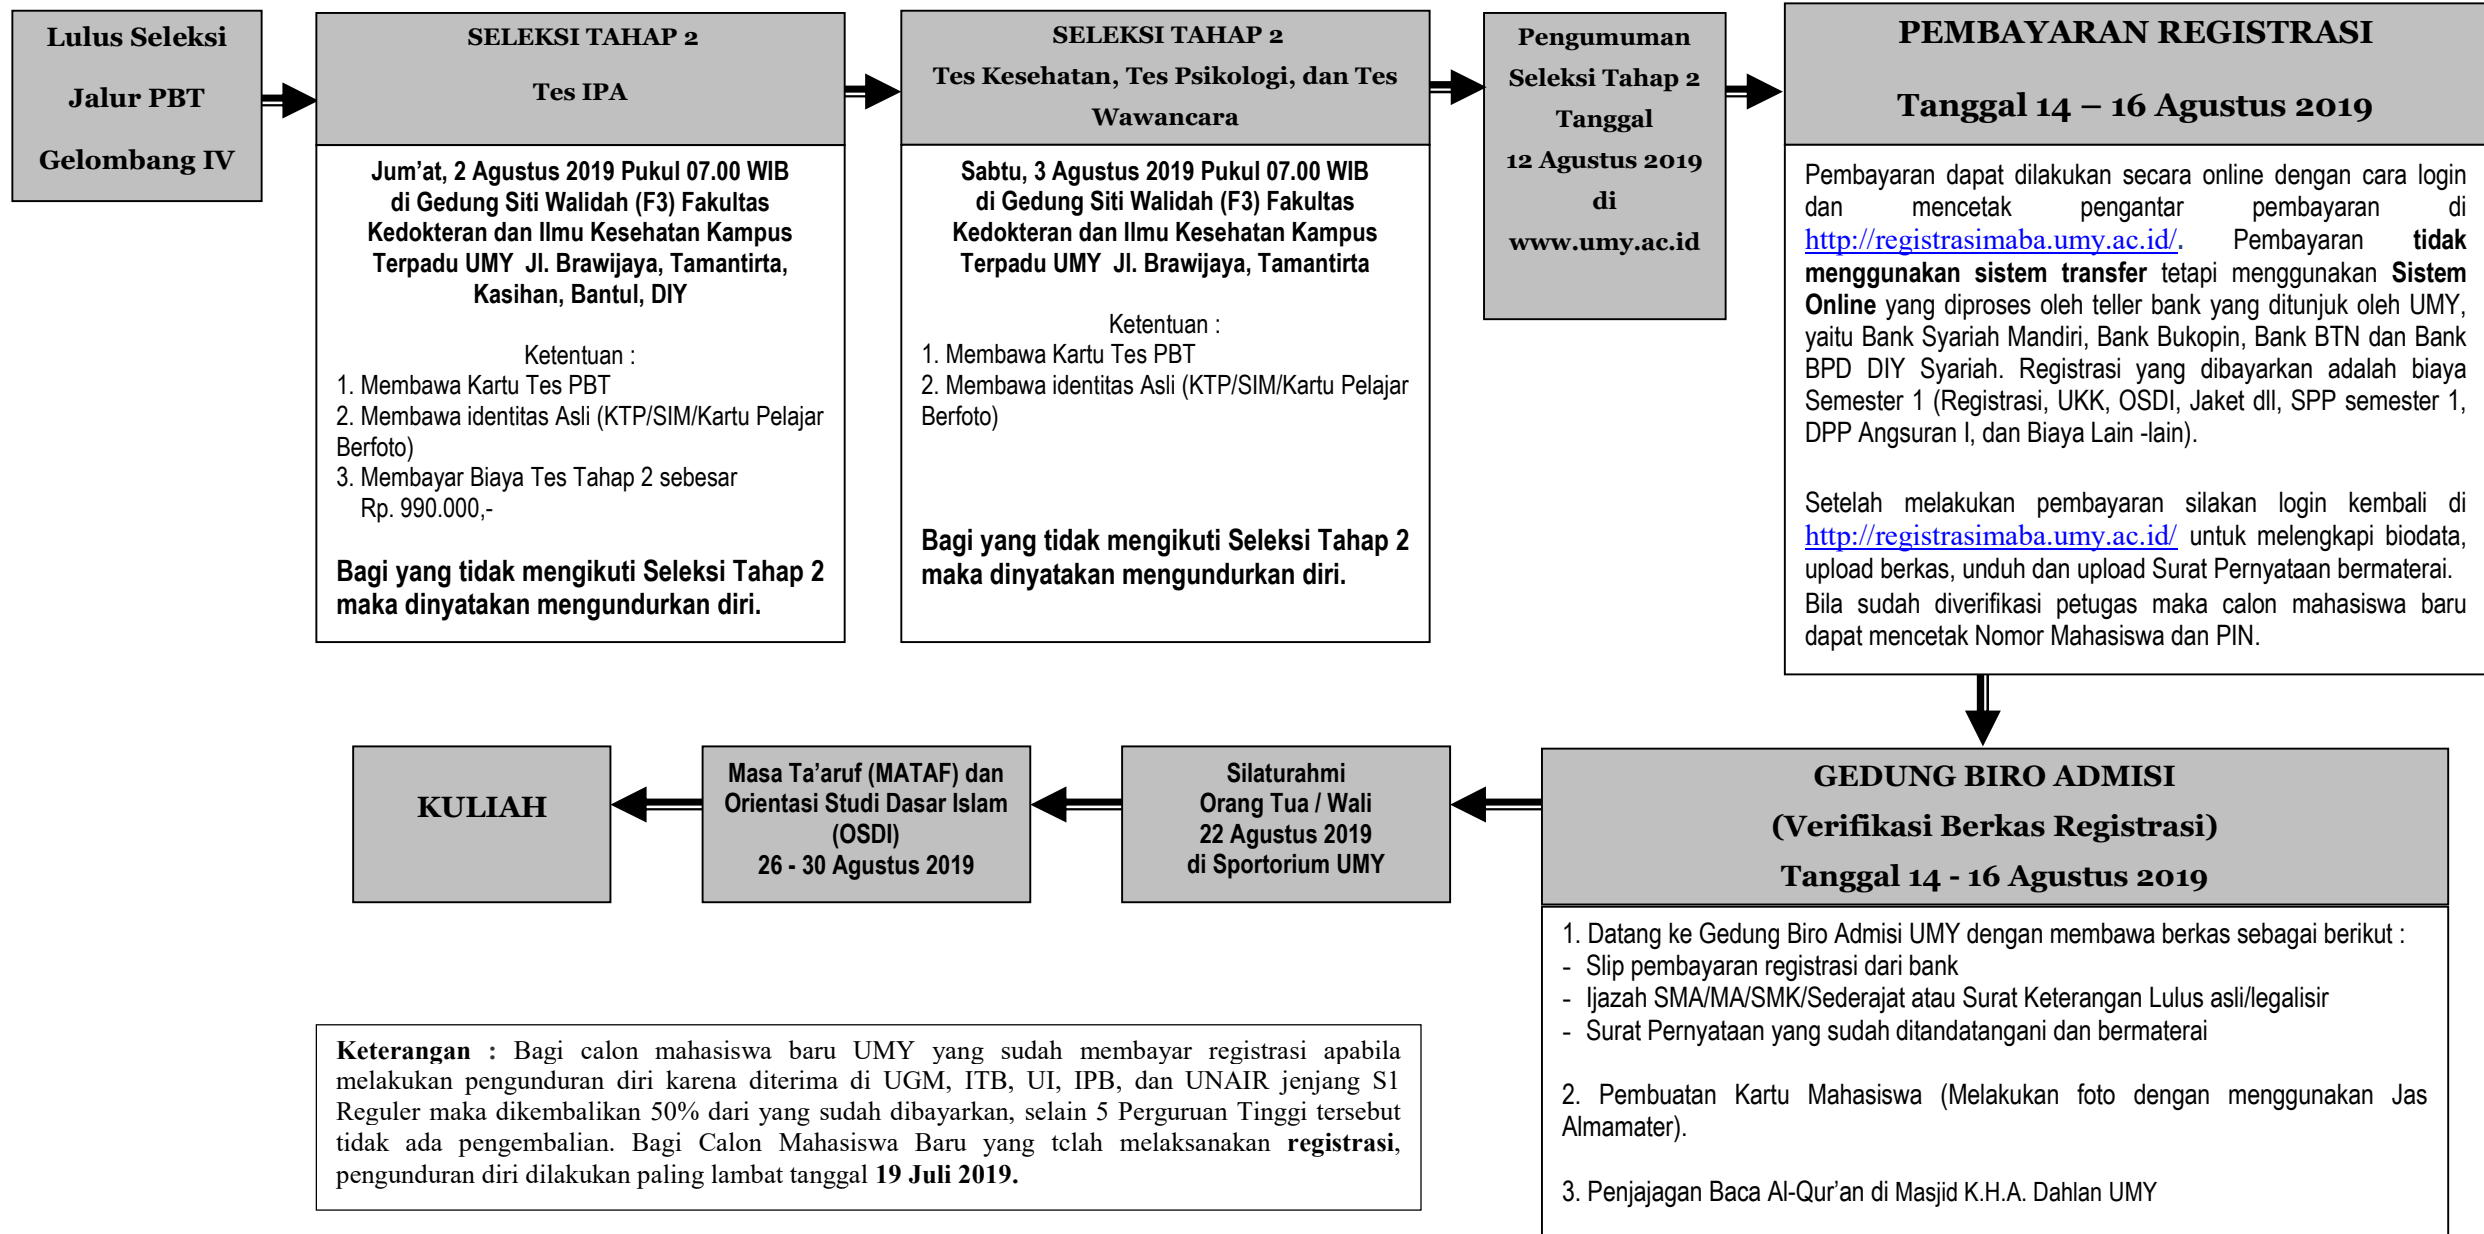 Lulus Seleksi
Jalur PBT
Gelombang IV
SELEKSI TAHAP 2
Tes IPA
Jum'at, 2 Agustus 2019 Pukul 07.00 WIB
di Gedung Siti Walidah (F3) Fakultas
Kedokteran dan Ilmu Kesehatan Kampus
Terpadu UMY Jl. Brawijaya, Tamantirta,
Kasihan, Bantul, DIY
Ketentuan :
1. Membawa Kartu Tes PBT
2. Membawa identitas Asli (KTP/SIM/Kartu Pelajar
Berfoto)
3. Membayar Biaya Tes Tahap 2 sebesar
Rp. 990.000,-
Bagi yang tidak mengikuti Seleksi Tahap 2
maka dinyatakan mengundurkan diri.
SELEKSI TAHAP 2
Tes Kesehatan, Tes Psikologi, dan Tes
Wawancara
Sabtu, 3 Agustus 2019 Pukul 07.00 WIB
di Gedung Siti Walidah (F3) Fakultas
Kedokteran dan Ilmu Kesehatan Kampus
Terpadu UMY Jl. Brawijaya, Tamantirta
Ketentuan :
1. Membawa Kartu Tes PBT
2. Membawa identitas Asli (KTP/SIM/Kartu Pelajar
Berfoto)
Bagi yang tidak mengikuti Seleksi Tahap 2
maka dinyatakan mengundurkan diri.
Pengumuman
Seleksi Tahap 2
Tanggal
12 Agustus 2019
di
www.umy.ac.id
PEMBAYARAN REGISTRASI
Tanggal 14 – 16 Agustus 2019
Pembayaran dapat dilakukan secara online dengan cara login
dan mencetak pengantar pembayaran di
http://registrasimaba.umy.ac.id/. Pembayaran tidak
menggunakan sistem transfer tetapi menggunakan Sistem
Online yang diproses oleh teller bank yang ditunjuk oleh UMY,
yaitu Bank Syariah Mandiri, Bank Bukopin, Bank BTN dan Bank
BPD DIY Syariah. Registrasi yang dibayarkan adalah biaya
Semester 1 (Registrasi, UKK, OSDI, Jaket dll, SPP semester 1,
DPP Angsuran I, dan Biaya Lain -lain).
Setelah melakukan pembayaran silakan login kembali di
http://registrasimaba.umy.ac.id/ untuk melengkapi biodata,
upload berkas, unduh dan upload Surat Pernyataan bermaterai.
Bila sudah diverifikasi petugas maka calon mahasiswa baru
dapat mencetak Nomor Mahasiswa dan PIN.
GEDUNG BIRO ADMISI
(Verifikasi Berkas Registrasi)
Tanggal 14 - 16 Agustus 2019
1. Datang ke Gedung Biro Admisi UMY dengan membawa berkas sebagai berikut :
- Slip pembayaran registrasi dari bank
- Ijazah SMA/MA/SMK/Sederajat atau Surat Keterangan Lulus asli/legalisir
- Surat Pernyataan yang sudah ditandatangani dan bermaterai
2. Pembuatan Kartu Mahasiswa (Melakukan foto dengan menggunakan Jas
Almamater).
3. Penjajagan Baca Al-Qur'an di Masjid K.H.A. Dahlan UMY
Silaturahmi
Orang Tua / Wali
22 Agustus 2019
di Sportorium UMY
Masa Ta'aruf (MATAF) dan
Orientasi Studi Dasar Islam
(OSDI)
26 - 30 Agustus 2019
KULIAH
Keterangan : Bagi calon mahasiswa baru UMY yang sudah membayar registrasi apabila
melakukan pengunduran diri karena diterima di UGM, ITB, UI, IPB, dan UNAIR jenjang S1
Reguler maka dikembalikan 50% dari yang sudah dibayarkan, selain 5 Perguruan Tinggi tersebut
tidak ada pengembalian. Bagi Calon Mahasiswa Baru yang tclah melaksanakan registrasi,
pengunduran diri dilakukan paling lambat tanggal 19 Juli 2019.